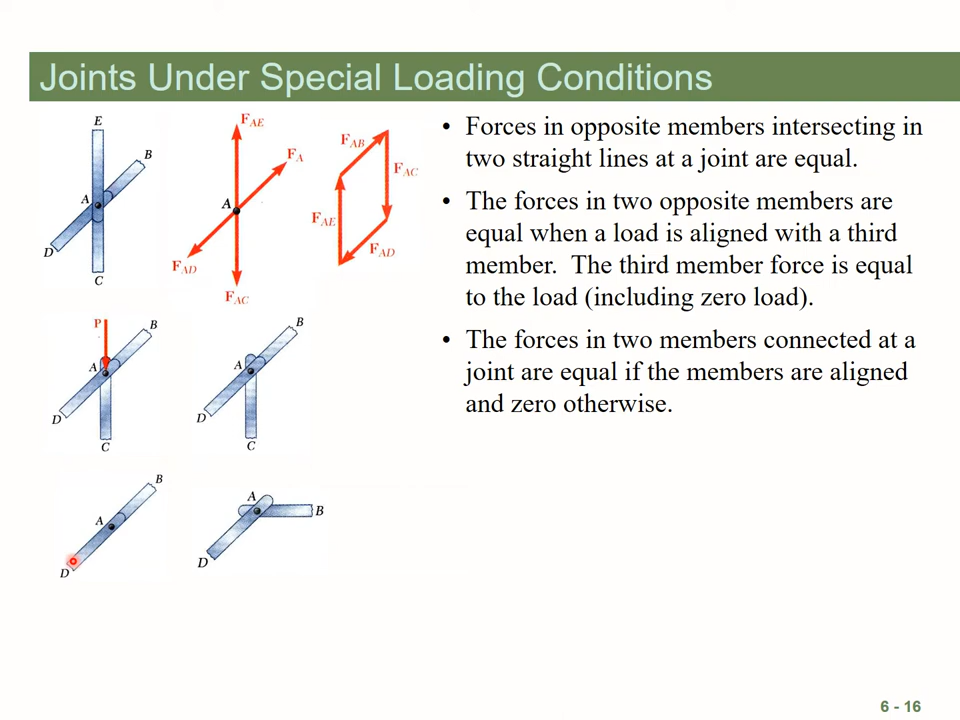 Joints Under Special Loading Conditions
E
B
A
D
C
F_AE
F_A
A
F_AD
F_AC
F_AB
F_AC
F_AE
F_AD
P
B
A
D
C
B
A
D
C
B
A
D
A
B
D
• Forces in opposite members intersecting in
two straight lines at a joint are equal.
• The forces in two opposite members are
equal when a load is aligned with a third
member. The third member force is equal
to the load (including zero load).
• The forces in two members connected at a
joint are equal if the members are aligned
and zero otherwise.
6 - 16